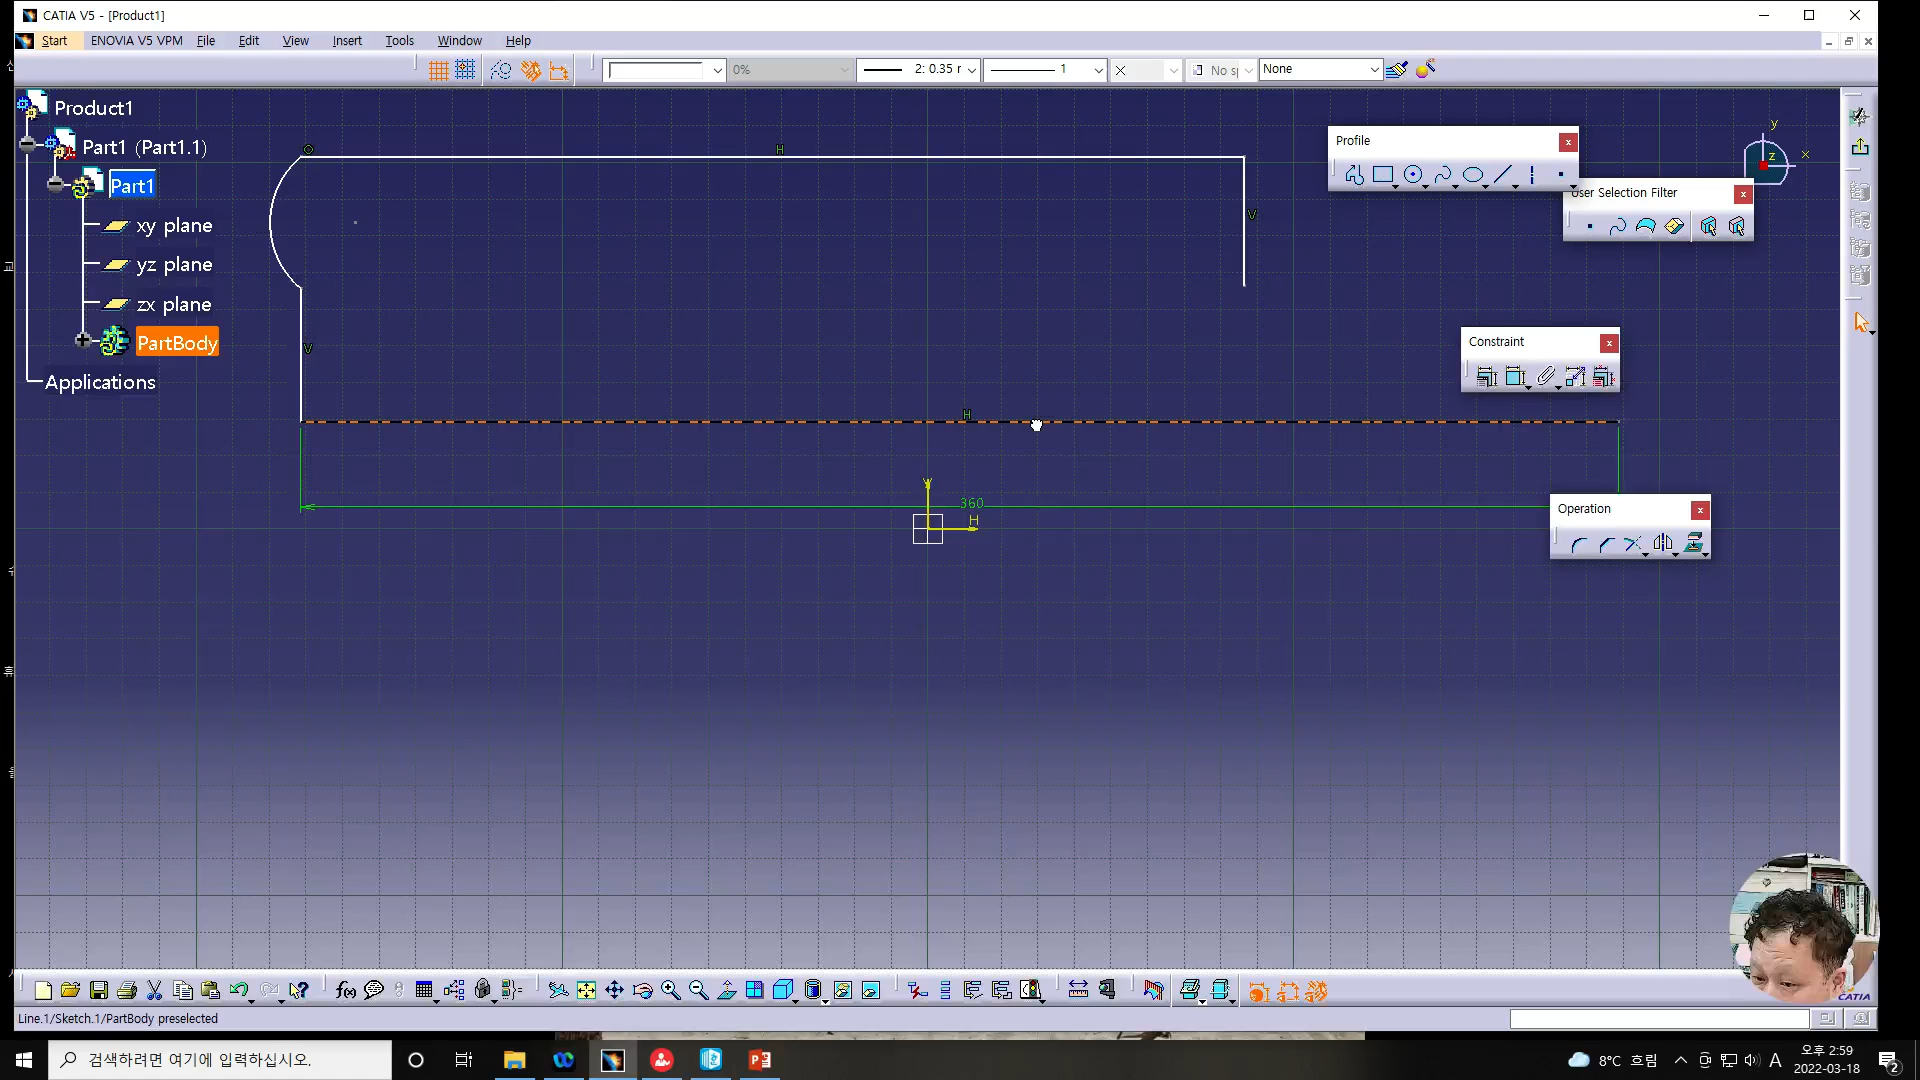 CATIA V5 - [Product1]
Start ENOVIA V5 VPM File Edit View Insert Tools Window Help
0% 2: 0.35 r 1 No s None
Product1
Part1 (Part1.1)
Part1
xy plane
yz plane
zx plane
PartBody
Applications
Profile
User Selection Filter
Constraint
Operation
y
x
z
H
V
V
H
360
V
H
CATIA
Line.1/Sketch.1/PartBody preselected
검색하려면 여기에 입력하십시오.
8°C 흐림
A
오후 2:59
2022-03-18
2